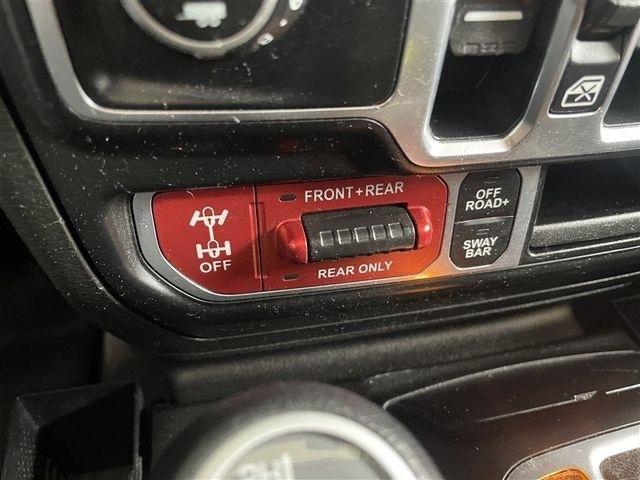 FRONT+REAR
OFF
REAR ONLY
OFF
ROAD+
SWAY
BAR